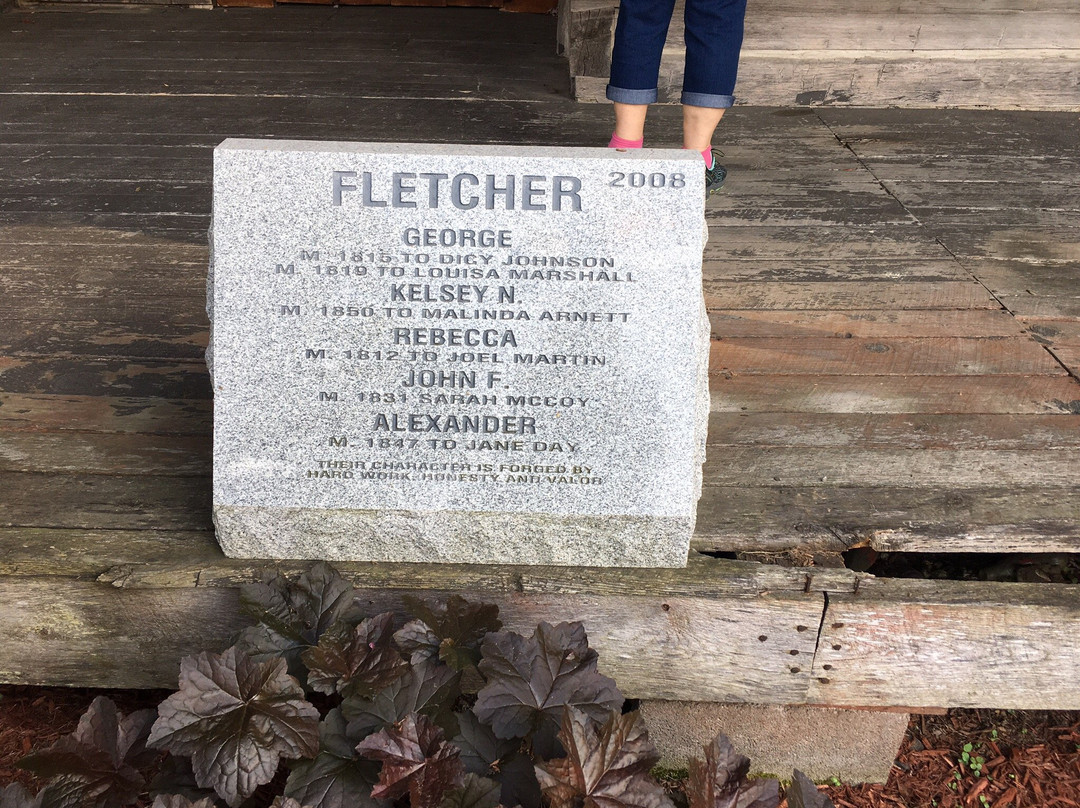 FLETCHER 2008
GEORGE
M. 1815 TO DICY JOHNSON
M. 1819 TO LOUISA MARSHALL
KELSEY N.
M. 1850 TO MALINDA ARNETT
REBECCA
M. 1812 TO JOEL MARTIN
JOHN F.
M. 1831 SARAH MCCOY
ALEXANDER
M. 1847 TO JANE DAY
THEIR CHARACTER IS FORGED BY
HARD WORK, HONESTY AND VALOR